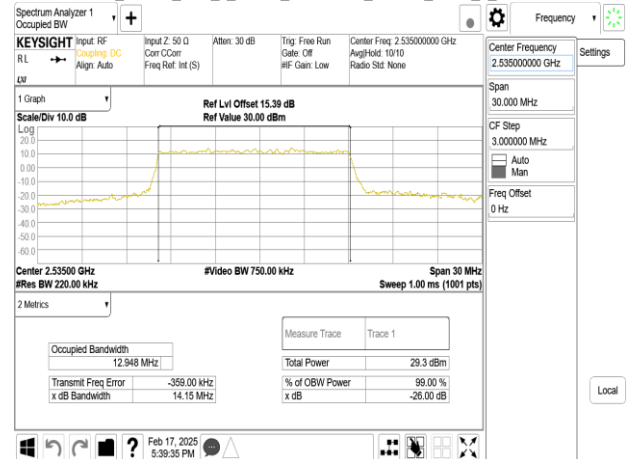 Spectrum Analyzer 1
Occupied BW
Frequency
KEYSIGHT
RL
Input: RF
Coupling: DC
Align: Auto
Input Z: 50 Ω
Corr CCorr
Freq Ref: Int (S)
Atten: 30 dB
Trig: Free Run
Gate: Off
#IF Gain: Low
Center Freq: 2.535000000 GHz
Avg|Hold: 10/10
Radio Std: None
LXI
Center Frequency
2.535000000 GHz
Settings
Span
30.000 MHz
CF Step
3.000000 MHz
Auto
Man
Freq Offset
0 Hz
Local
1 Graph
Scale/Div 10.0 dB
Ref Lvl Offset 15.39 dB
Ref Value 30.00 dBm
Log
20.0
10.0
0.00
-10.0
-20.0
-30.0
-40.0
-50.0
-60.0
Center 2.53500 GHz
#Video BW 750.00 kHz
Span 30 MHz
#Res BW 220.00 kHz
Sweep 1.00 ms (1001 pts)
2 Metrics
Measure Trace Trace 1
Occupied Bandwidth
12.948 MHz
Total Power 29.3 dBm
Transmit Freq Error -359.00 kHz
% of OBW Power 99.00 %
x dB Bandwidth 14.15 MHz
x dB -26.00 dB
?
Feb 17, 2025
5:39:35 PM